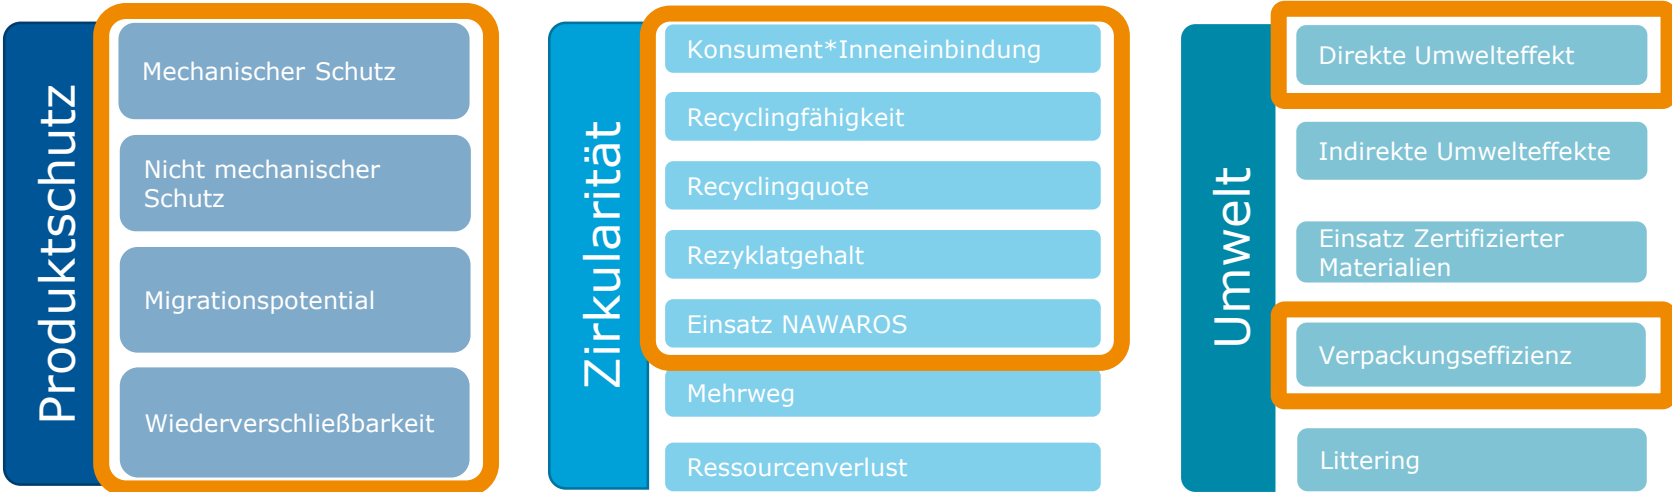 Produktschutz
Mechanischer Schutz
Nicht mechanischer
Schutz
Migrationspotential
Wiederverschließbarkeit
Zirkularität
Konsument*Inneneinbindung
Recyclingfähigkeit
Recyclingquote
Rezyklatgehalt
Einsatz NAWAROS
Mehrweg
Ressourcenverlust
Umwelt
Direkte Umwelteffekt
Indirekte Umwelteffekte
Einsatz Zertifizierter
Materialien
Verpackungseffizienz
Littering